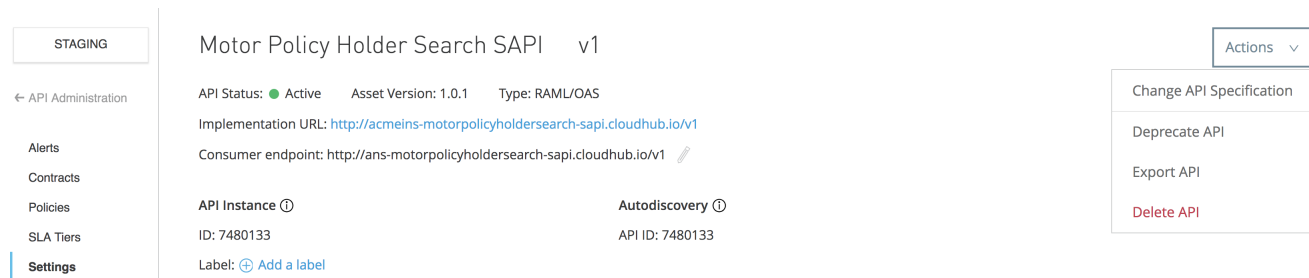 STAGING
← API Administration
Alerts
Contracts
Policies
SLA Tiers
Settings
Motor Policy Holder Search SAPI v1
API Status: Active Asset Version: 1.0.1 Type: RAML/OAS
Implementation URL: http://acmeins-motorpolicyholdersearch-sapi.cloudhub.io/v1
Consumer endpoint: http://ans-motorpolicyholdersearch-sapi.cloudhub.io/v1
API Instance
ID: 7480133
Label: Add a label
Autodiscovery
API ID: 7480133
Actions
Change API Specification
Deprecate API
Export API
Delete API